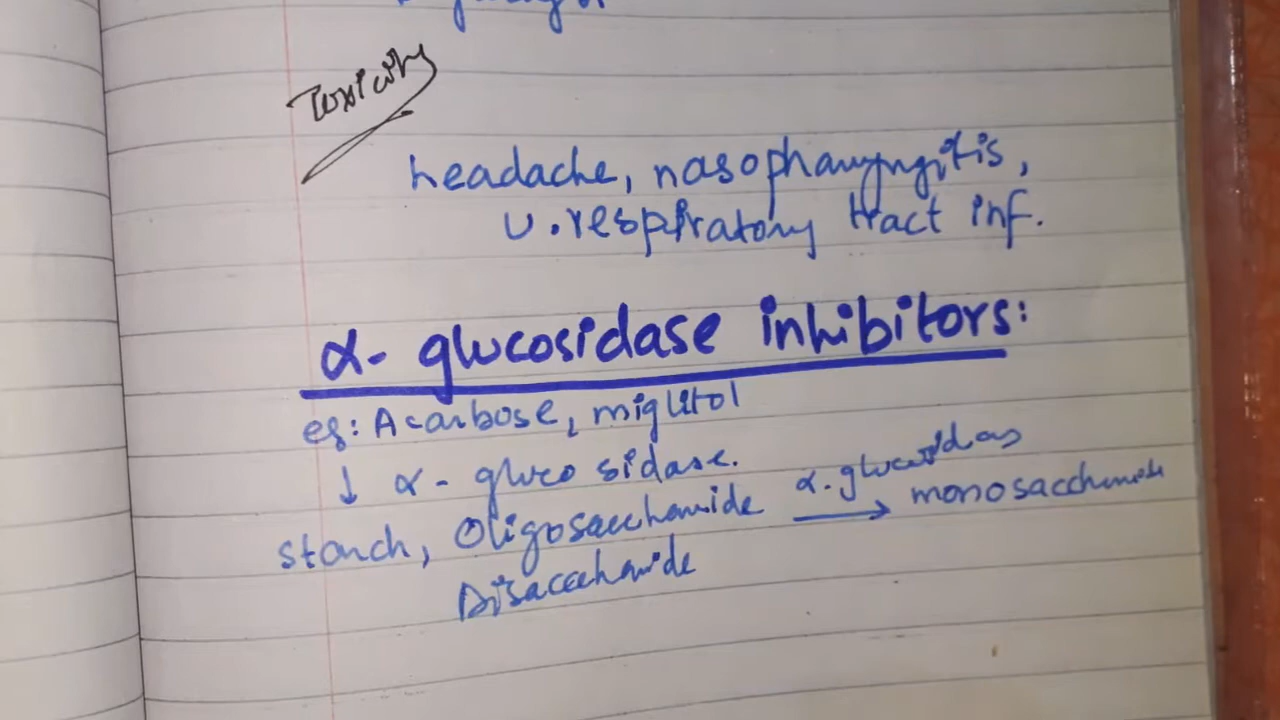 Toxicity
headache, nasopharyngitis,
U. respiratory tract inf.
α- glucosidase inhibitors:
eg: Acarbose, miglitol
↓ α- glucosidase.
starch, Oligosaccharide α. glucosidas → monosaccharide
Disaccharide